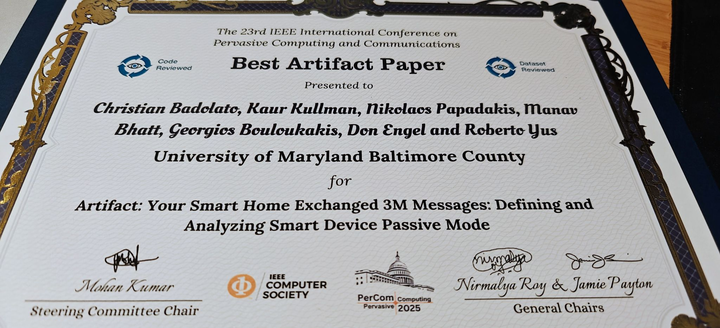 The 23rd IEEE International Conference on
Pervasive Computing and Communications
Code
Reviewed
Best Artifact Paper
Dataset
Reviewed
Presented to
Christian Badolato, Kaur Kullman, Nikolaos Papadakis, Manav
Bhatt, Georgios Bouloukakis, Don Engel and Roberto Yus
University of Maryland Baltimore County
for
Artifact: Your Smart Home Exchanged 3M Messages: Defining and
Analyzing Smart Device Passive Mode
Mohan Kumar
Steering Committee Chair
IEEE
COMPUTER
SOCIETY
PerCom Computing
Pervasive 2025
Nirmalya Roy & Jamie Payton
General Chairs